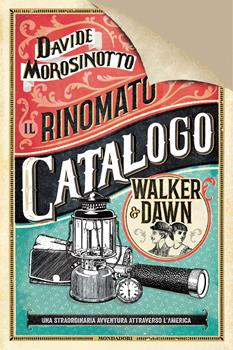 DAVIDE
MOROSINOTTO
IL
RINOMATO
CATALOGO
WALKER
& DAWN
UNA STRAORDINARIA AVVENTURA ATTRAVERSO L'AMERICA
MONDADORI